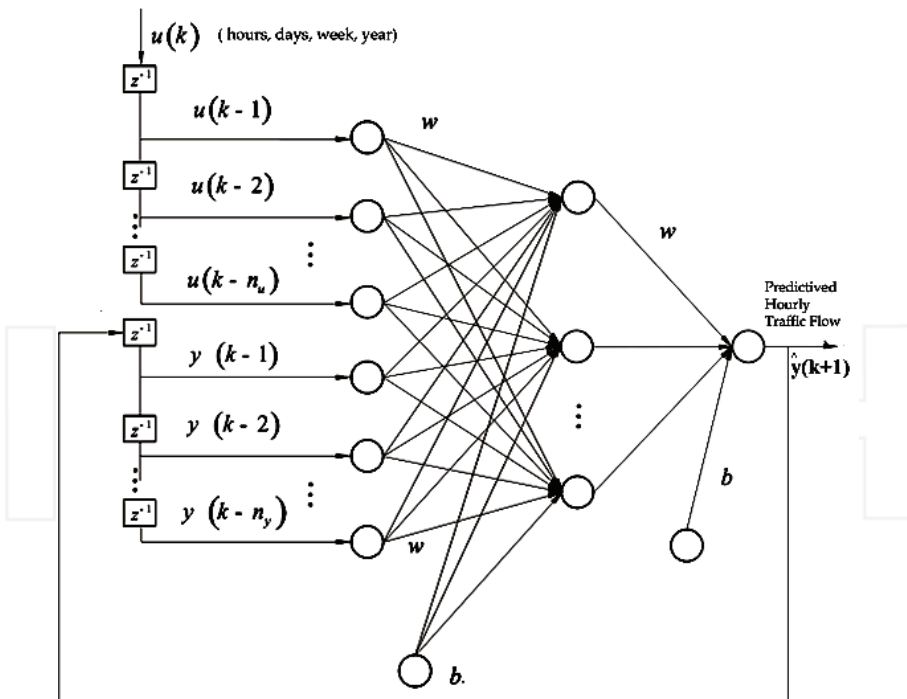 u(k) (hours, days, week, year)
z⁻¹
u(k - 1)
w
z⁻¹
u(k - 2)
⋮
⋮
z⁻¹
u(k - nᵤ)
w
Predictived
Hourly
Traffic Flow
ŷ(k+1)
z⁻¹
y (k - 1)
z⁻¹
y (k - 2)
⋮
⋮
⋮
z⁻¹
y (k - n_y)
w
b
b.